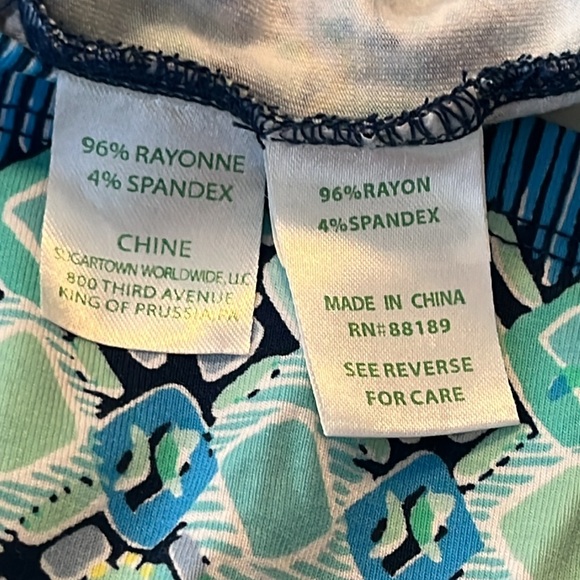 96% RAYONNE
4% SPANDEX
CHINE
SUGARTOWN WORLDWIDE, LLC
800 THIRD AVENUE
KING OF PRUSSIA, PA
96%RAYON
4%SPANDEX
MADE IN CHINA
RN#88189
SEE REVERSE
FOR CARE